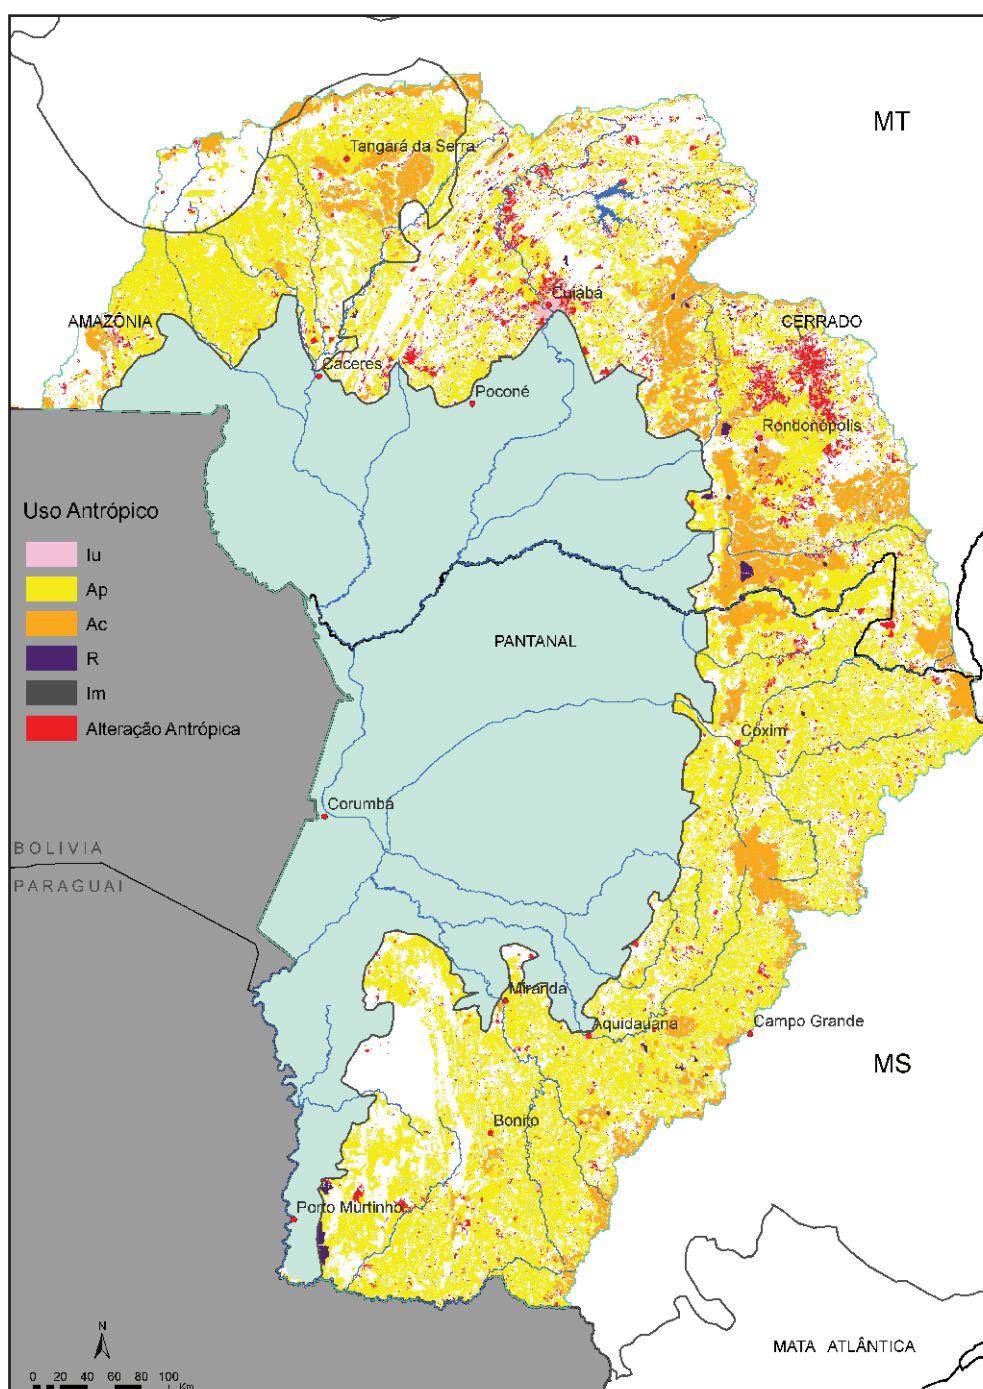 MT
Tangará da Serra
Cuiabá
AMAZÔNIA
CERRADO
Cáceres
Poconé
Rondonópolis
Uso Antrópico
Iu
Ap
Ac
R
Im
Alteração Antrópica
PANTANAL
Coxim
Corumbá
BOLIVIA
PARAGUAI
Miranda
Aquidauana
Campo Grande
MS
Bonito
Porto Murtinho
N
MATA ATLÂNTICA
0 20 40 60 80 100
Km